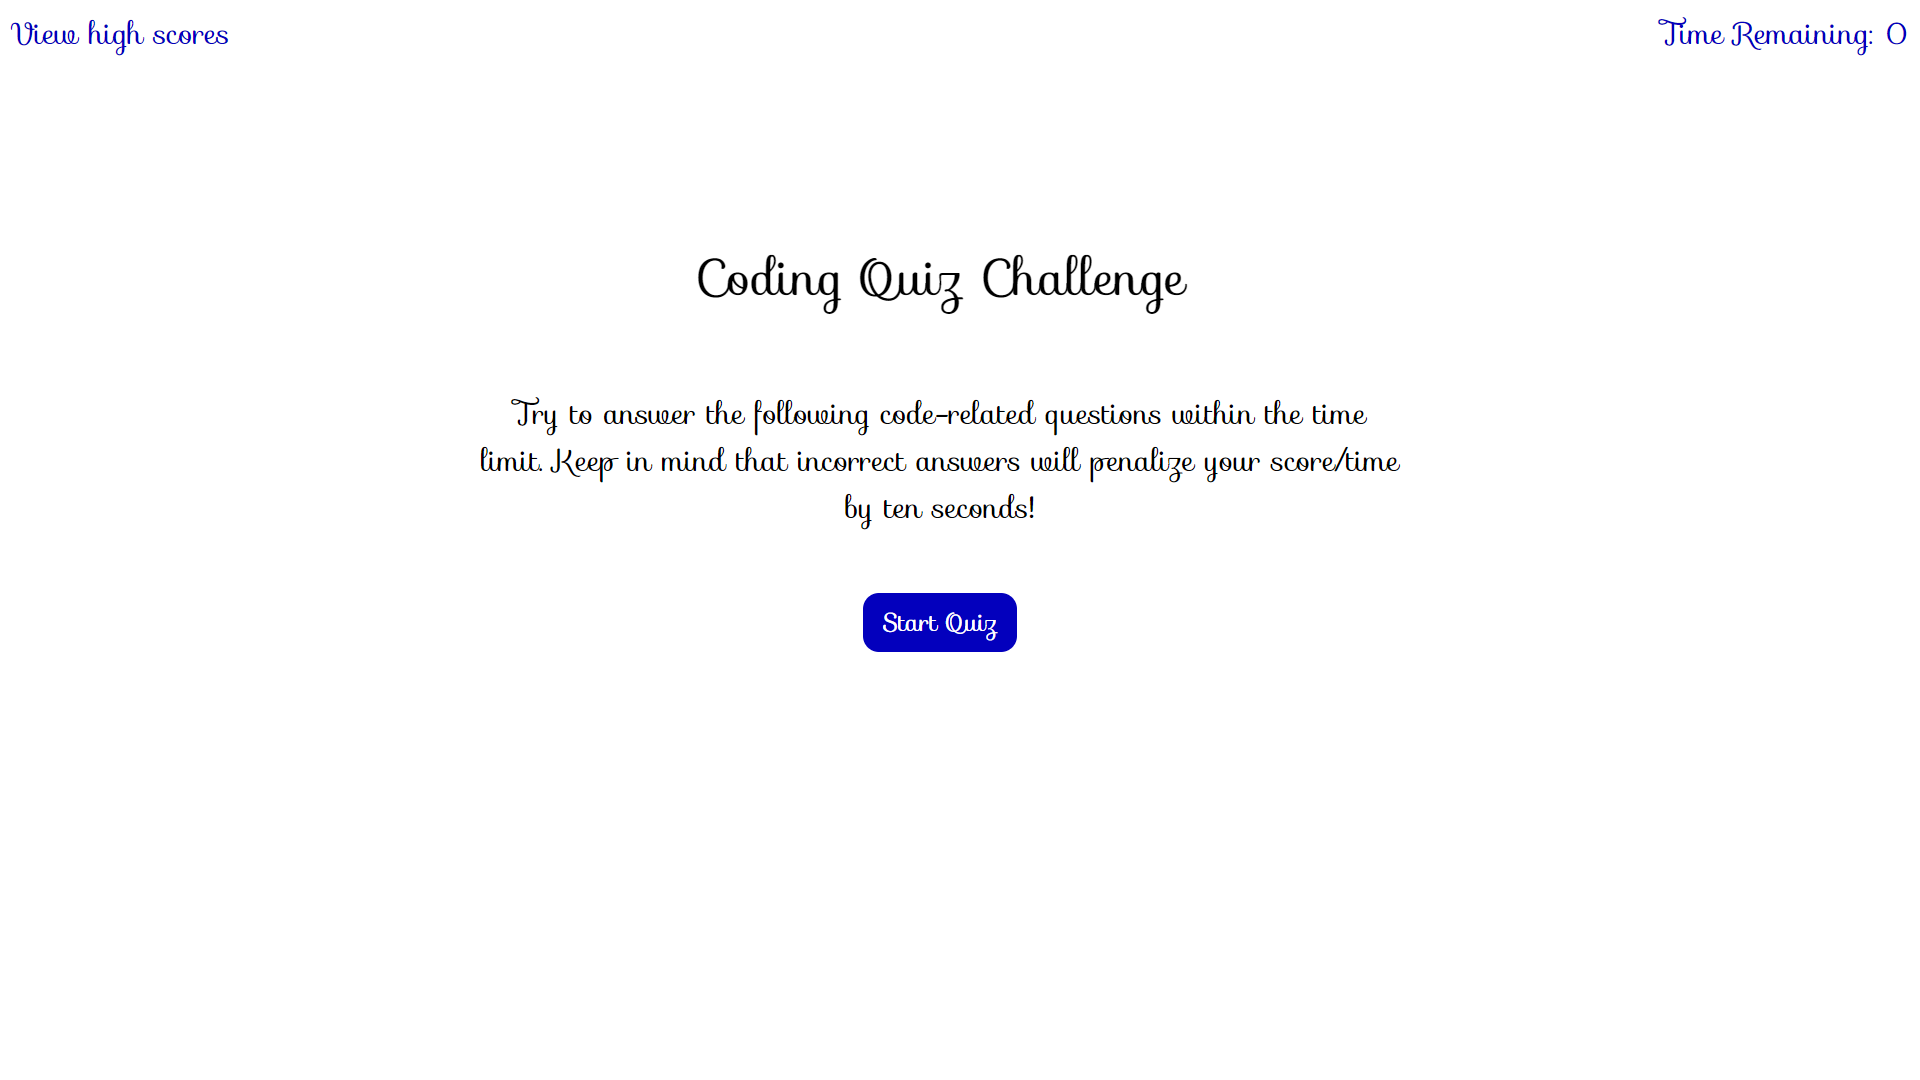 View high scores
Time Remaining: 0
Coding Quiz Challenge
Try to answer the following code-related questions within the time
limit. Keep in mind that incorrect answers will penalize your score/time
by ten seconds!
Start Quiz